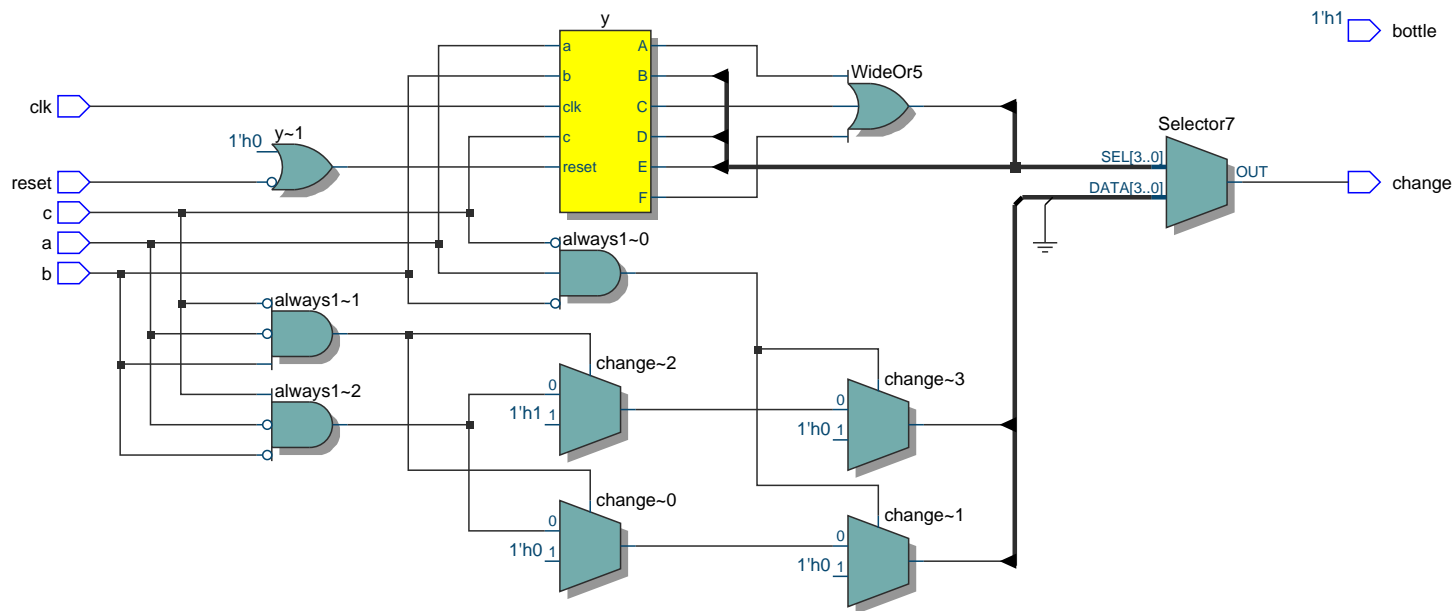 y
1'h1
bottle
a
A
b
B
WideOr5
clk
clk
C
Selector7
c
D
1'h0
y~1
SEL[3..0]
reset
E
OUT
reset
DATA[3..0]
change
F
c
a
always1~0
b
always1~1
change~2
change~3
0
always1~2
1'h1
1
0
1'h0
1
change~0
change~1
0
1'h0
1
0
1'h0
1